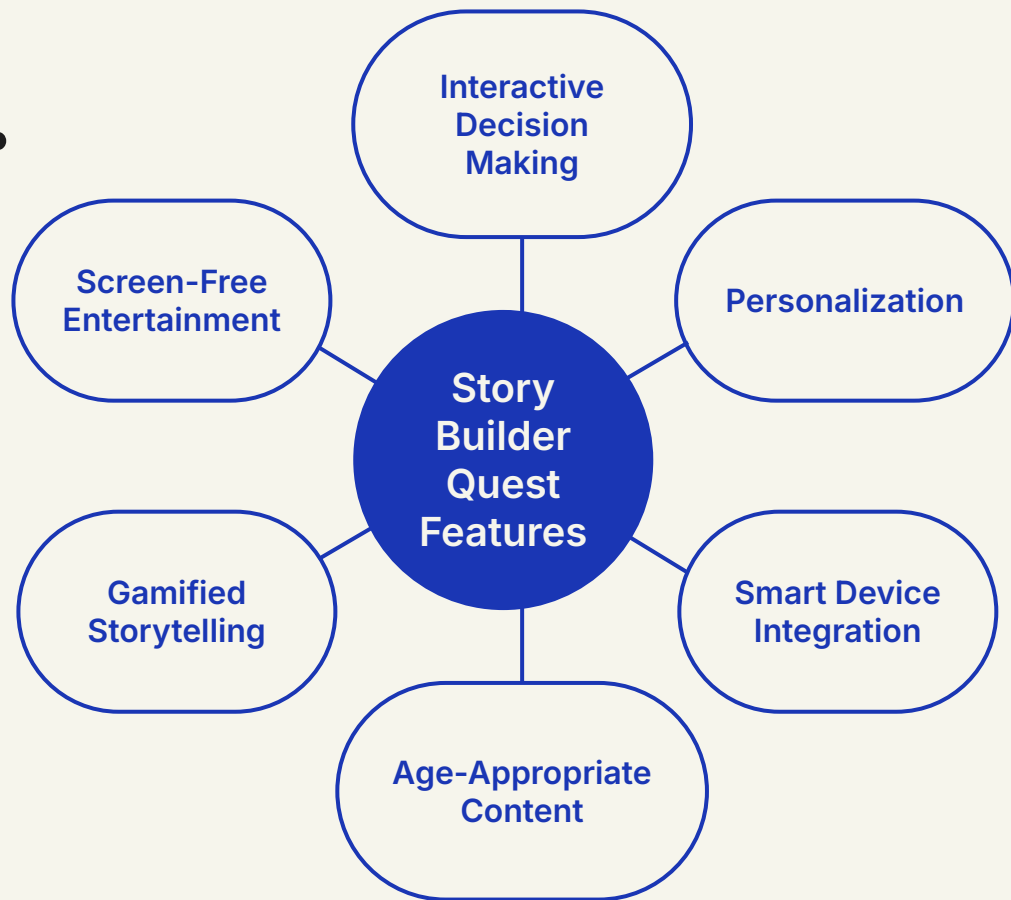 Interactive
Decision
Making
Screen-Free
Entertainment
Personalization
Story
Builder
Quest
Features
Gamified
Storytelling
Smart Device
Integration
Age-Appropriate
Content